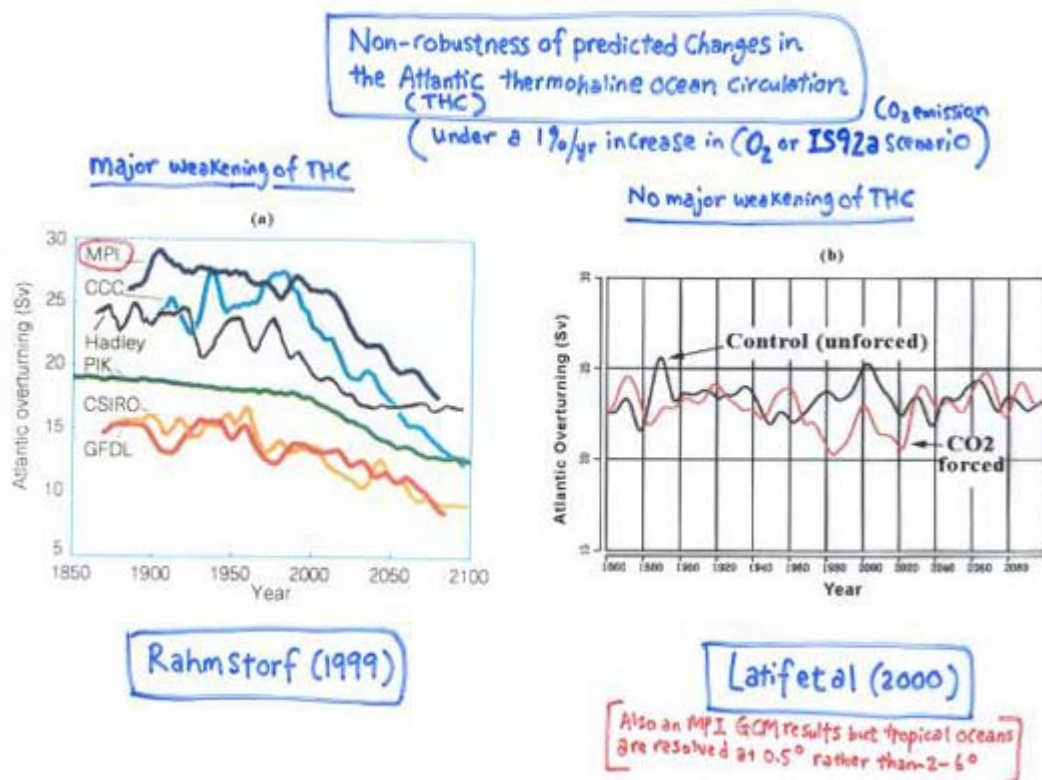 Non-robustness of predicted Changes in
the Atlantic thermohaline ocean circulation
(THC)
(under a 1%/yr increase in CO2 or IS92a scenario)
CO2 emission
major weakening of THC
No major weakening of THC
(a)
30
25
20
15
10
5
Atlantic overturning (Sv)
MPI
CCC
Hadley
PIK
CSIRO
GFDL
1850 1900 1950 2000 2050 2100
Year
Rahmstorf (1999)
(b)
Atlantic Overturning (Sv)
Control (unforced)
CO2
forced
Year
Latif et al (2000)
[Also an MPI GCM results but tropical oceans
are resolved at 0.5° rather than 2-6°]